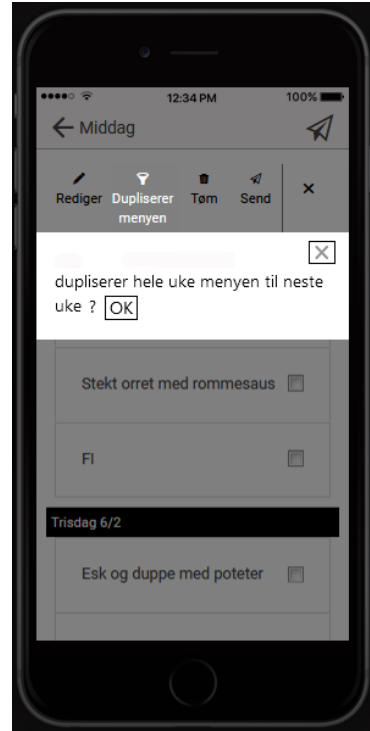 12:34 PM 100%
Middag
Rediger Dupliserer menyen Tøm Send ×
dupliserer hele uke menyen til neste
uke ? OK
Stekt orret med rommesaus
FI
Trisdag 6/2
Esk og duppe med poteter